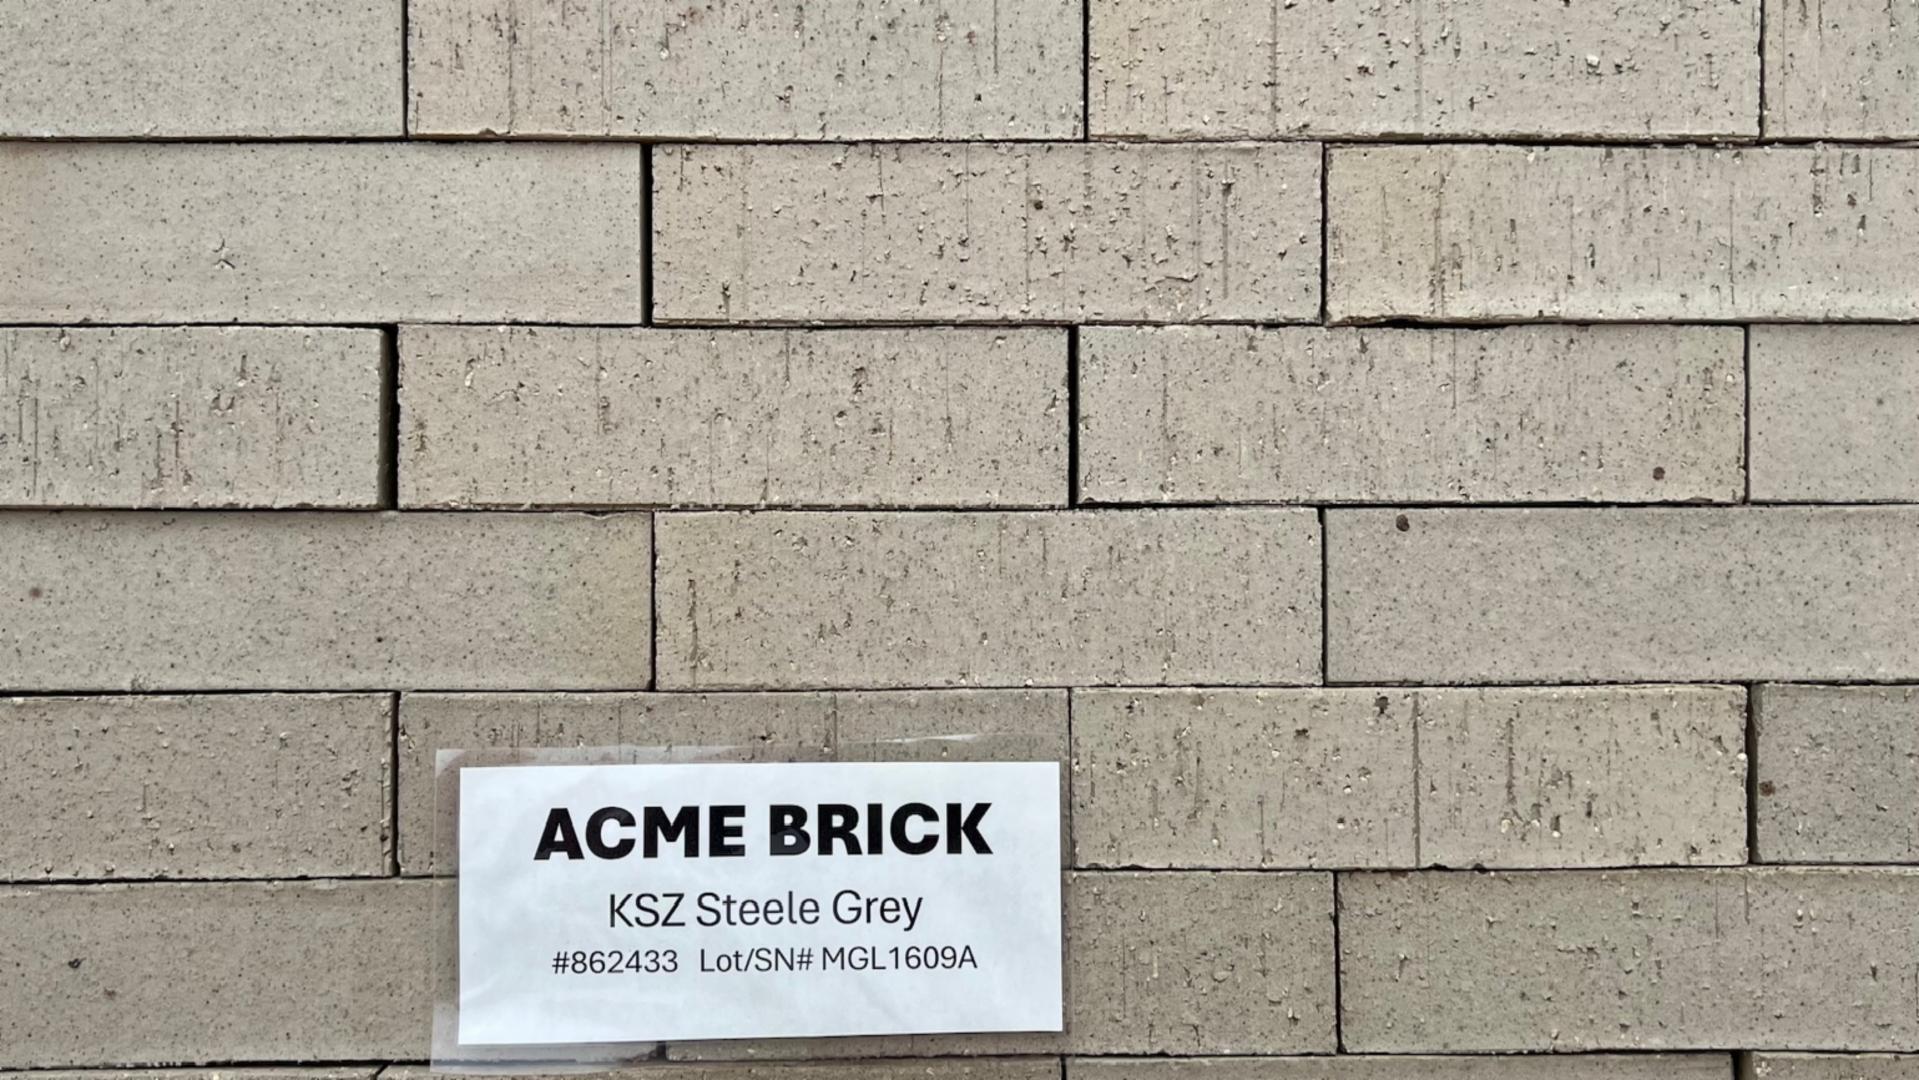 ACME BRICK
KSZ Steele Grey
#862433 Lot/SN# MGL1609A